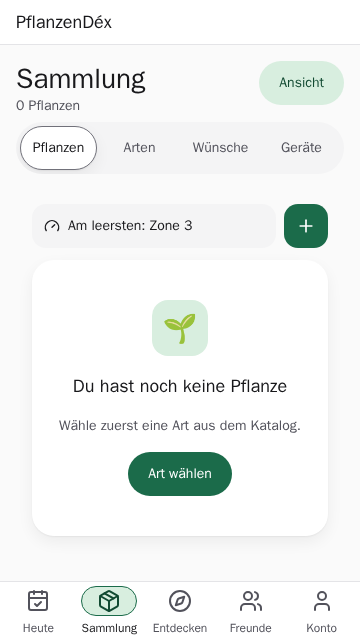 PflanzenDéx
Sammlung
0 Pflanzen
Ansicht
Pflanzen
Arten
Wünsche
Geräte
Am leersten: Zone 3
Du hast noch keine Pflanze
Wähle zuerst eine Art aus dem Katalog.
Art wählen
Heute
Sammlung
Entdecken
Freunde
Konto